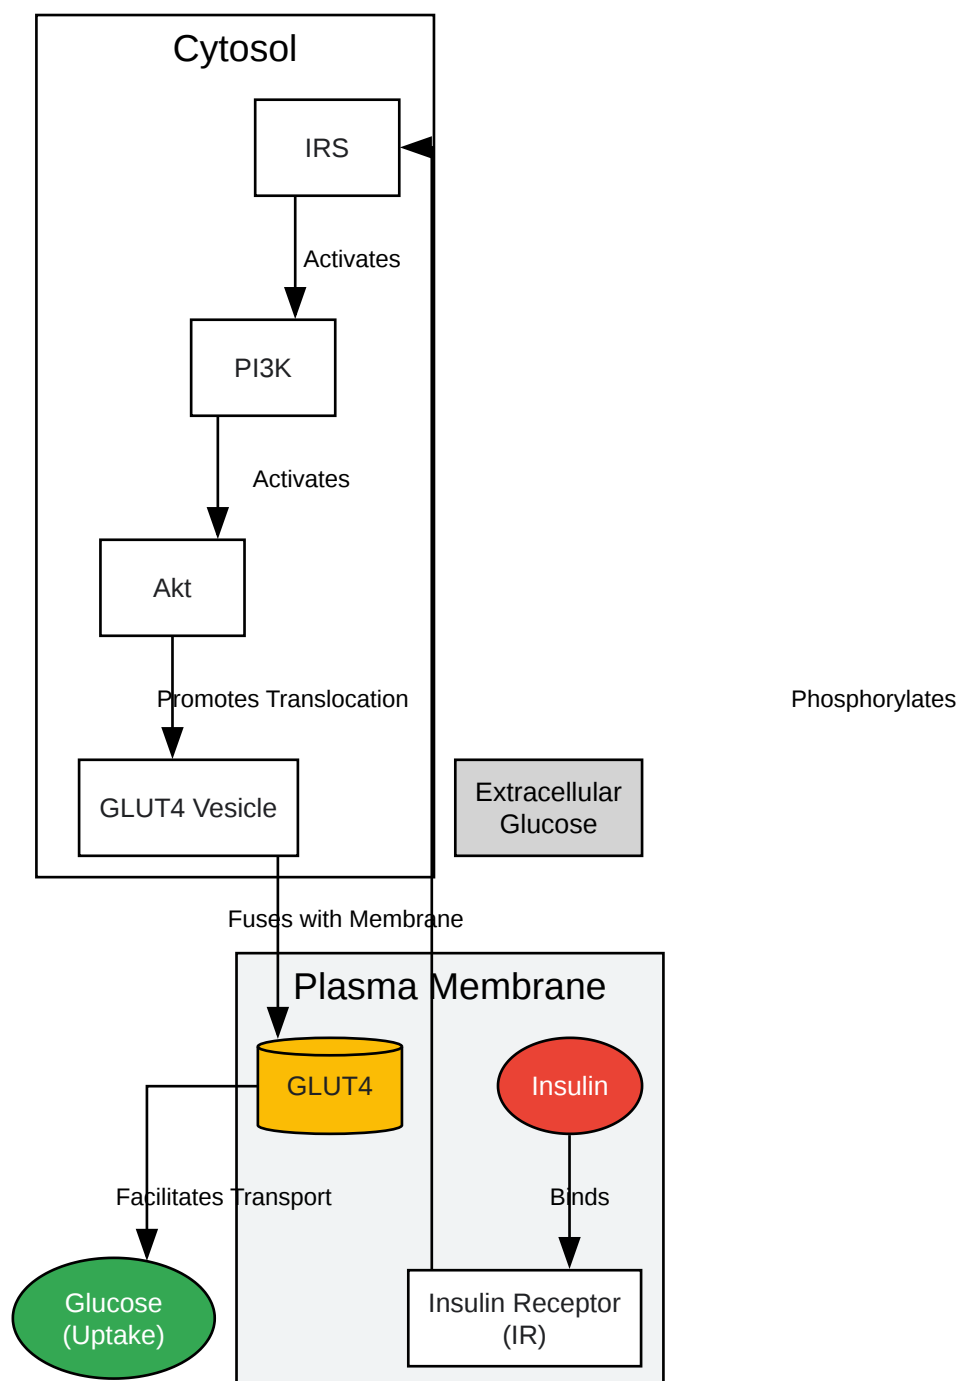 Cytosol
IRS
Activates
PI3K
Activates
Akt
Promotes Translocation
Phosphorylates
GLUT4 Vesicle
Extracellular
Glucose
Fuses with Membrane
Plasma Membrane
GLUT4
Insulin
Facilitates Transport
Binds
Glucose
(Uptake)
Insulin Receptor
(IR)